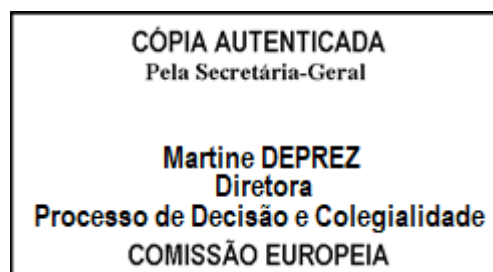 CÓPIA AUTENTICADA
Pela Secretária-Geral
Martine DEPREZ
Diretora
Processo de Decisão e Colegialidade
COMISSÃO EUROPEIA